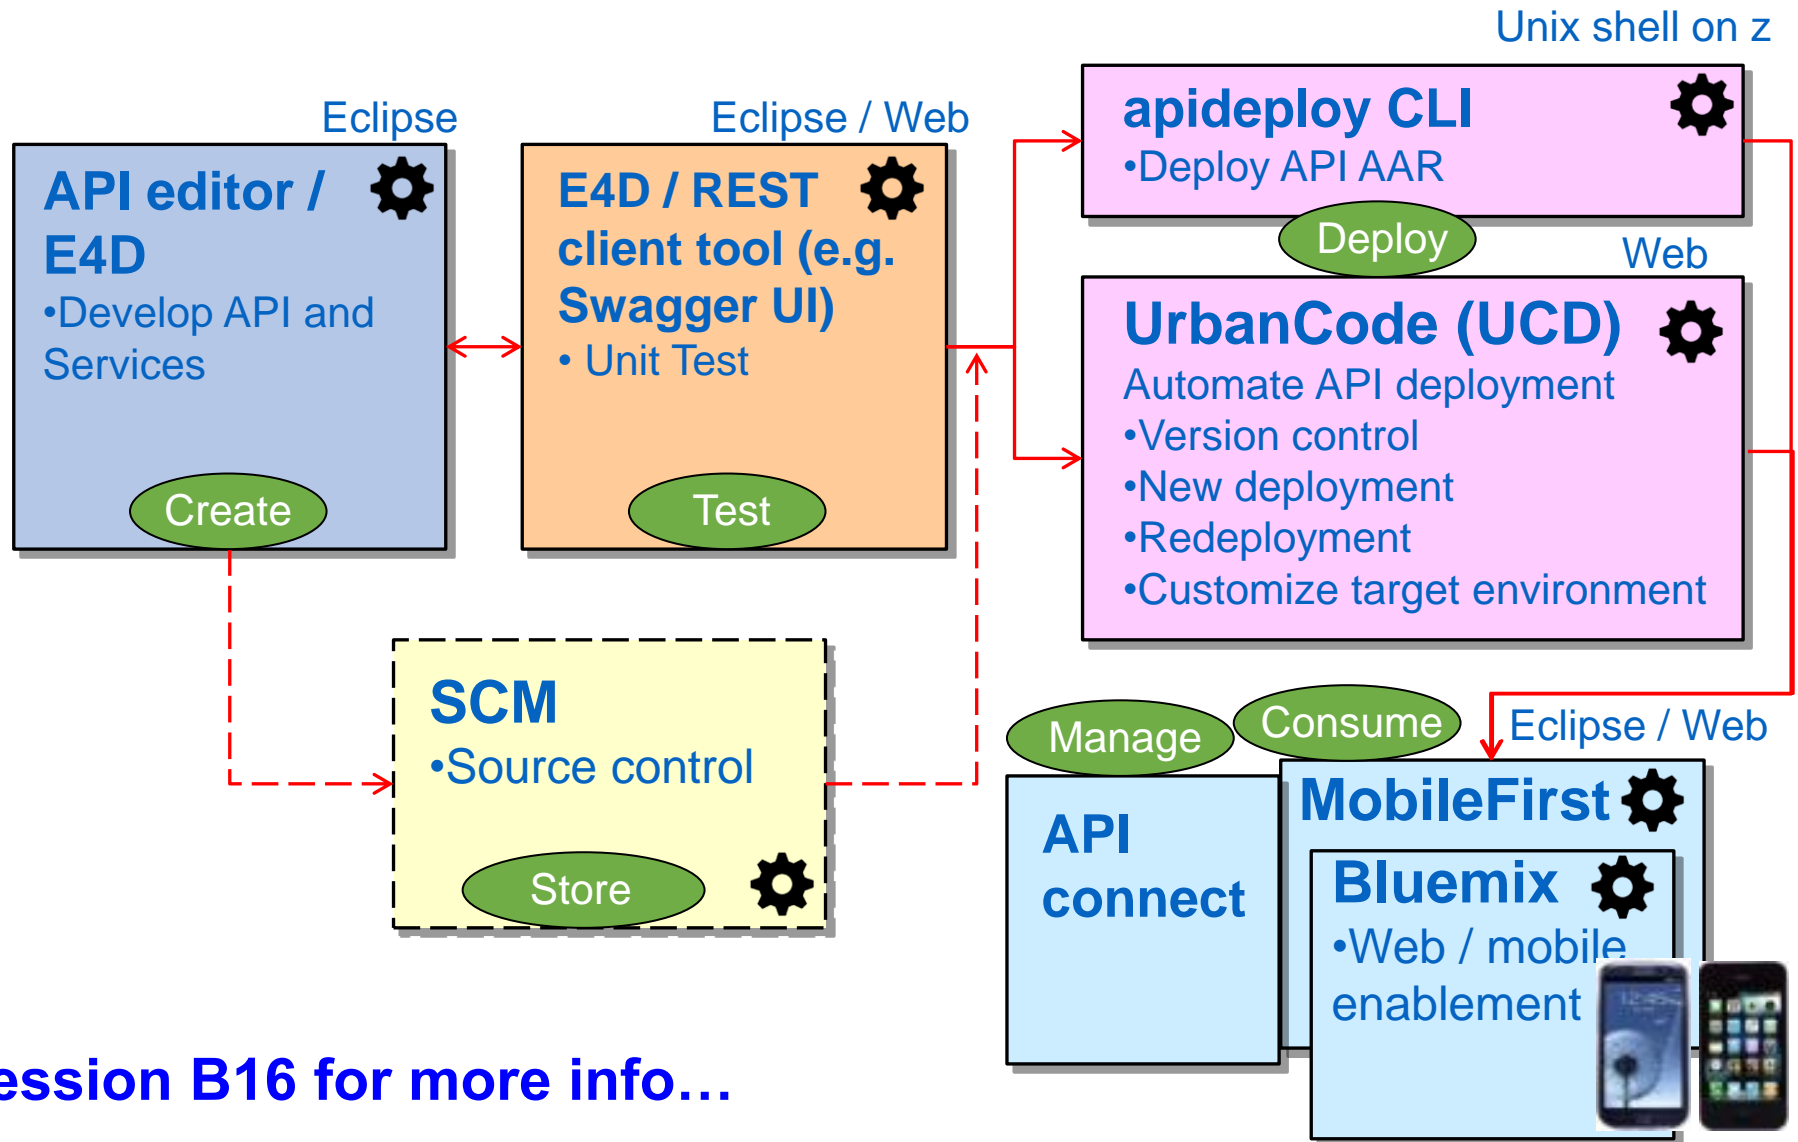 Unix shell on z
Eclipse
Eclipse / Web
API editor /
E4D
•Develop API and
Services
Create
E4D / REST
client tool (e.g.
Swagger UI)
• Unit Test
Test
apideploy CLI
•Deploy API AAR
Deploy
Web
UrbanCode (UCD)
Automate API deployment
•Version control
•New deployment
•Redeployment
•Customize target environment
SCM
•Source control
Store
Manage
Consume
Eclipse / Web
API
connect
MobileFirst
Bluemix
•Web / mobile
enablement
ession B16 for more info…